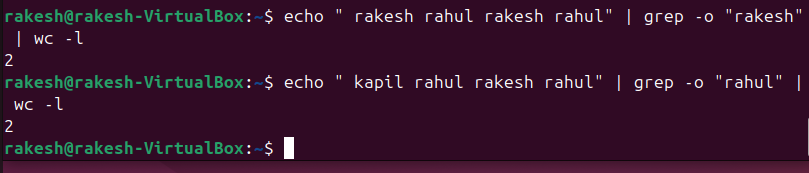 rakesh@rakesh-VirtualBox:~$ echo " rakesh rahul rakesh rahul" | grep -o "rakesh"
| wc -l
2
rakesh@rakesh-VirtualBox:~$ echo " kapil rahul rakesh rahul" | grep -o "rahul" |
wc -l
2
rakesh@rakesh-VirtualBox:~$